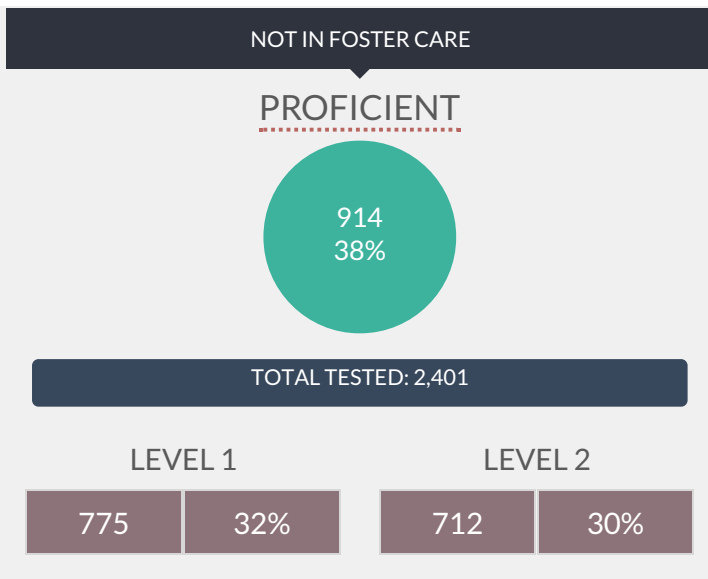 NOT IN FOSTER CARE
PROFICIENT
914
38%
TOTAL TESTED: 2,401
LEVEL 1
LEVEL 2
775 32%
712 30%